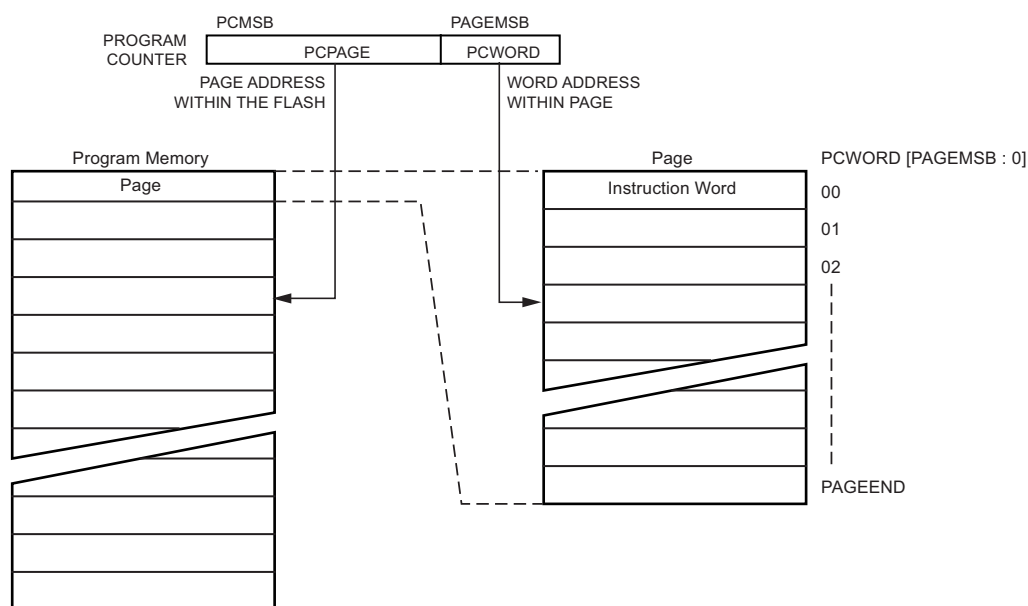 PCMSB PAGEMSB
PROGRAM
COUNTER
PCPAGE PCWORD
PAGE ADDRESS
WITHIN THE FLASH
WORD ADDRESS
WITHIN PAGE
Program Memory
Page
Page
Instruction Word
PCWORD [PAGEMSB : 0]
00
01
02
PAGEEND